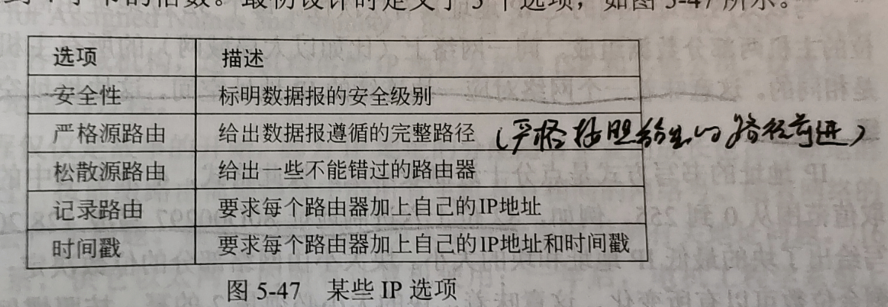 到4字节的倍数。最初设计时定义了5个选项，如图5-47所示。
选项 描述
安全性 标明数据报的安全级别
严格源路由 给出数据报遵循的完整路径 (严格按照给出的路径前进)
松散源路由 给出一些不能错过的路由器
记录路由 要求每个路由器加上自己的IP地址
时间戳 要求每个路由器加上自己的IP地址和时间戳
图 5-47 某些 IP 选项